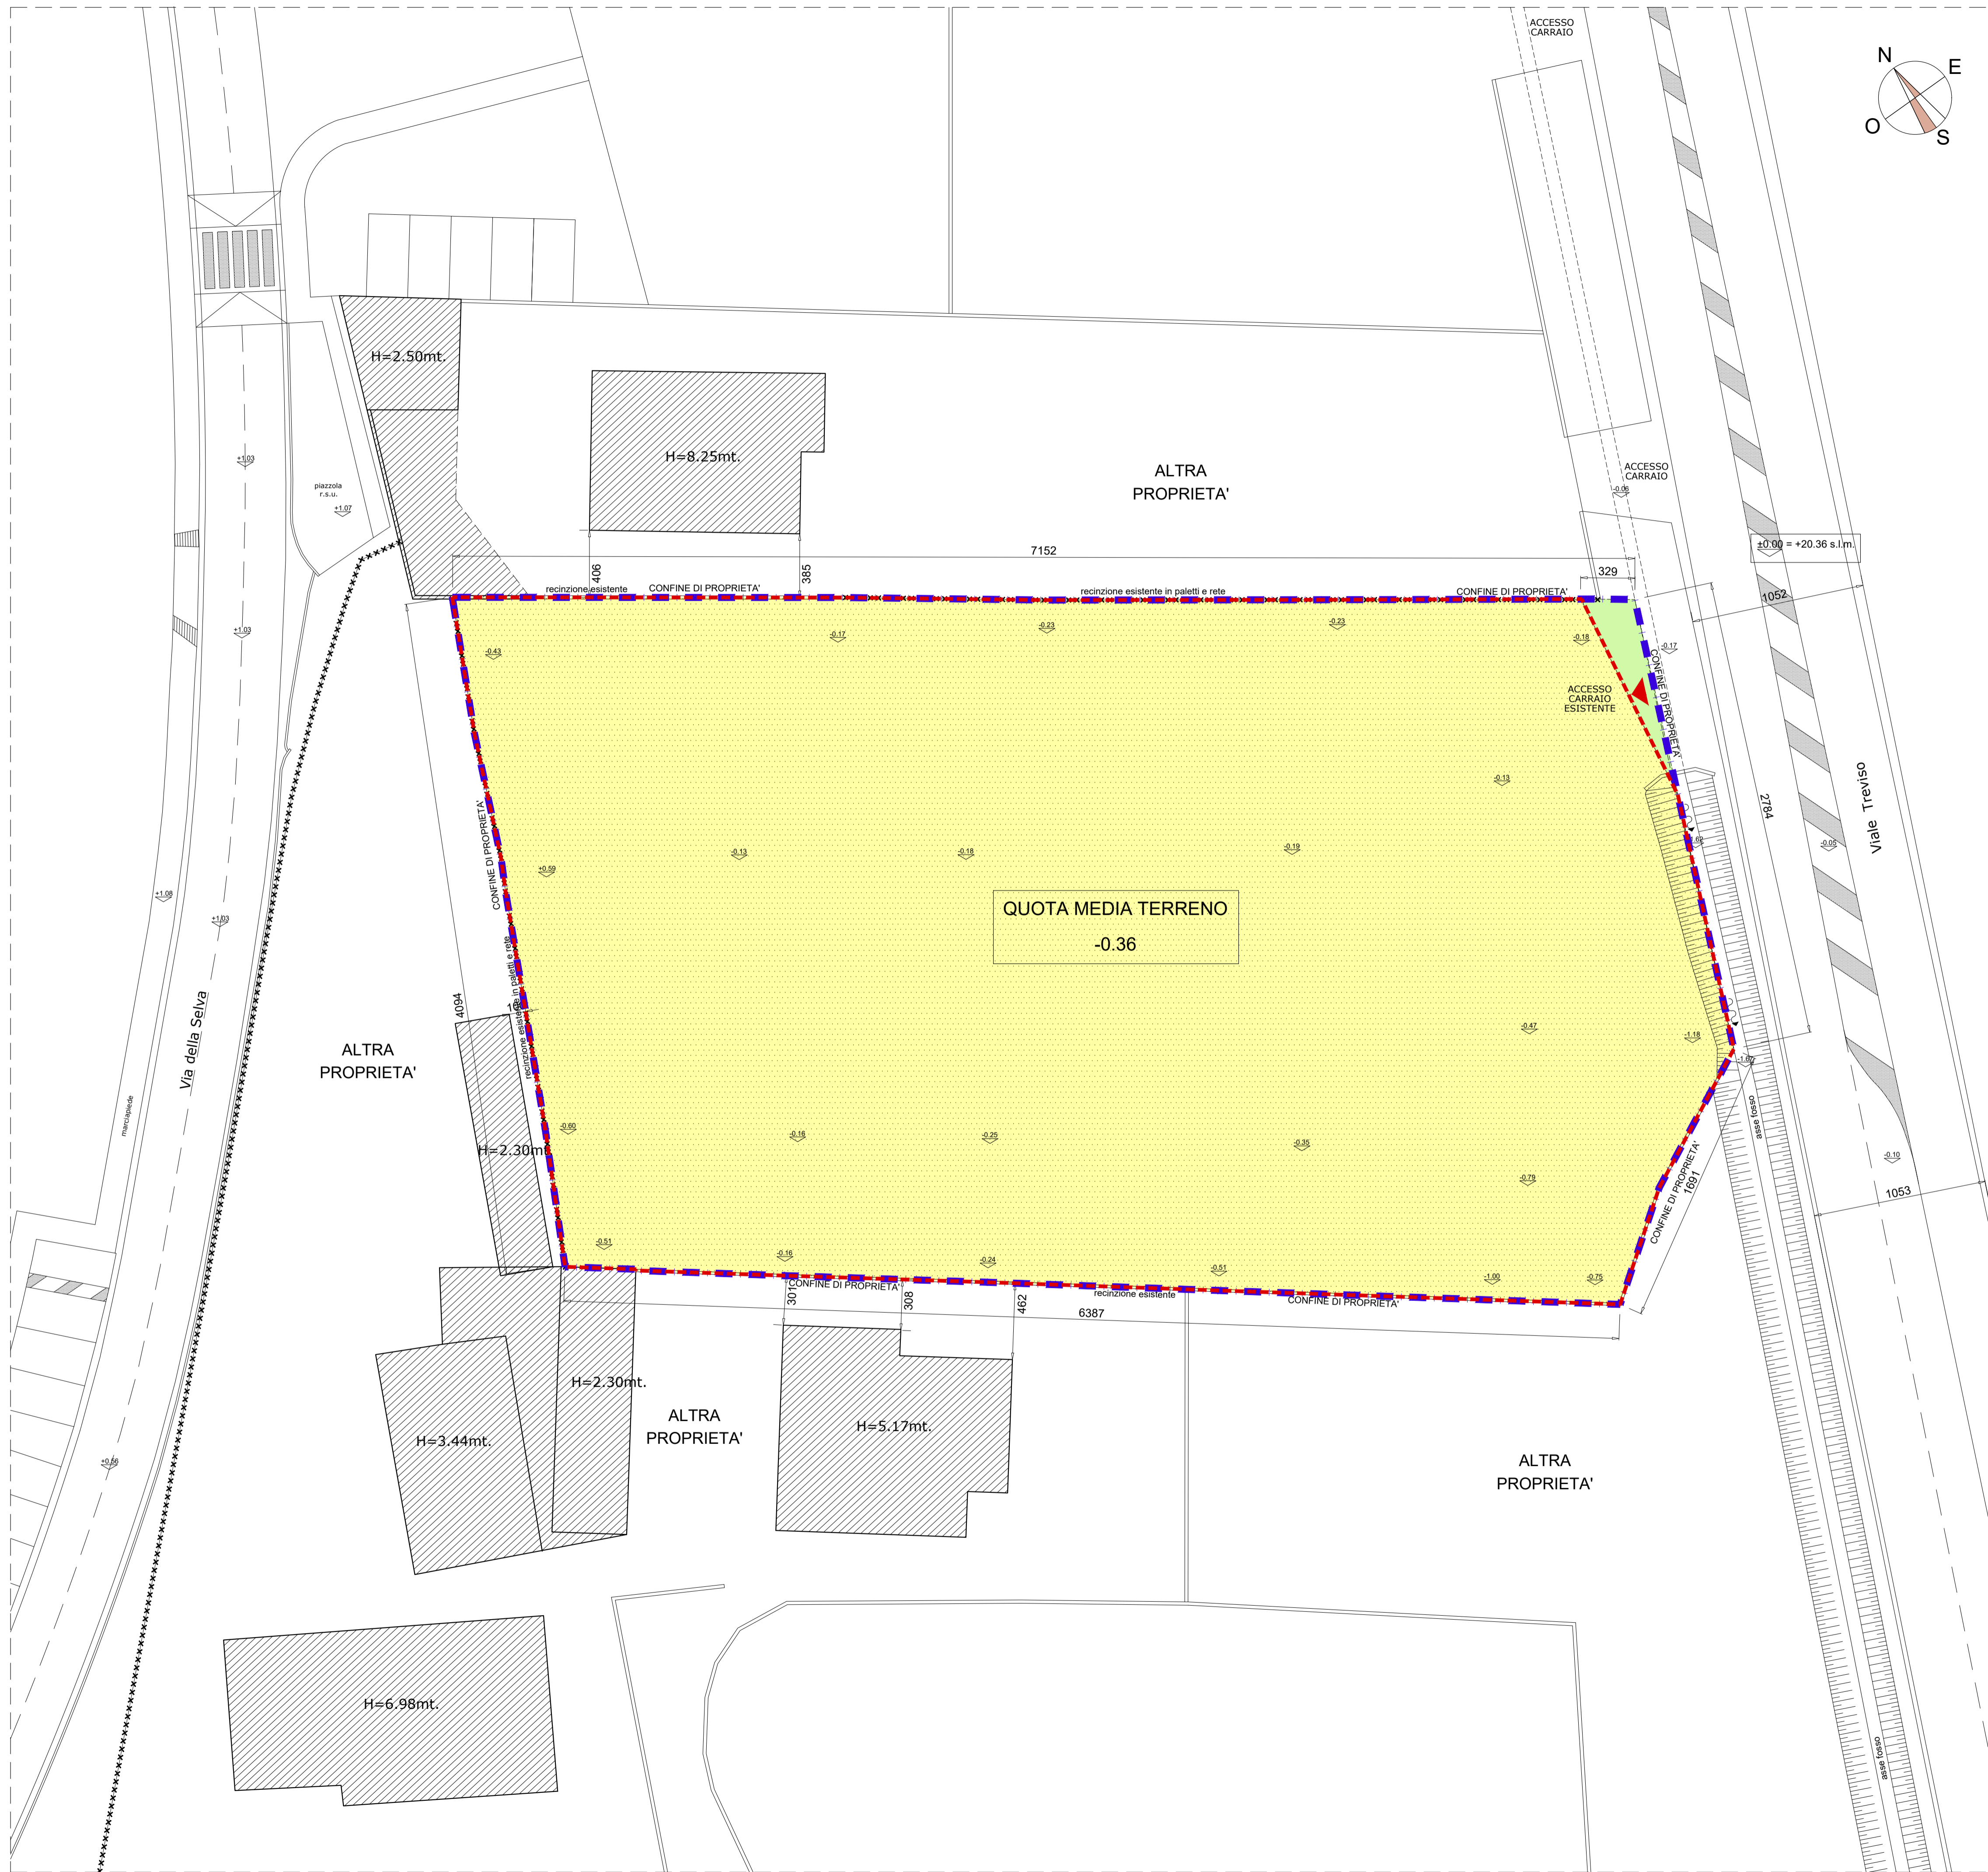 ACCESSO
CARRAIO
N
E
O
S
H=2.50mt.
H=8.25mt.
ALTRA
PROPRIETA'
ACCESSO
CARRAIO
+1.03
piazzola
r.s.u.
+1.07
-0.06
±0.00 = +20.36 s.l.m.
7152
406
385
329
recinzione esistente
CONFINE DI PROPRIETA'
recinzione esistente in paletti e rete
CONFINE DI PROPRIETA'
1052
+1.03
-0.43
-0.17
-0.23
-0.23
-0.18
-0.17
CONFINE DI PROPRIETA'
ACCESSO
CARRAIO
ESISTENTE
-0.13
2784
Viale Treviso
CONFINE DI PROPRIETA'
+0.59
-0.13
-0.18
-0.19
-0.05
+1.08
+1.03
QUOTA MEDIA TERRENO
-0.36
recinzione esistente in paletti e rete
4094
Via della Selva
-0.47
-1.18
ALTRA
PROPRIETA'
marciapiede
asse fosso
-0.60
-0.16
-0.25
-0.35
-0.79
H=2.30mt.
CONFINE DI PROPRIETA'
1691
-0.10
1053
-0.51
-0.16
-0.24
-0.51
-1.00
-0.75
CONFINE DI PROPRIETA'
recinzione esistente
CONFINE DI PROPRIETA'
301
308
462
6387
H=2.30mt.
ALTRA
PROPRIETA'
H=5.17mt.
H=3.44mt.
ALTRA
PROPRIETA'
+0.56
H=6.98mt.
asse fosso